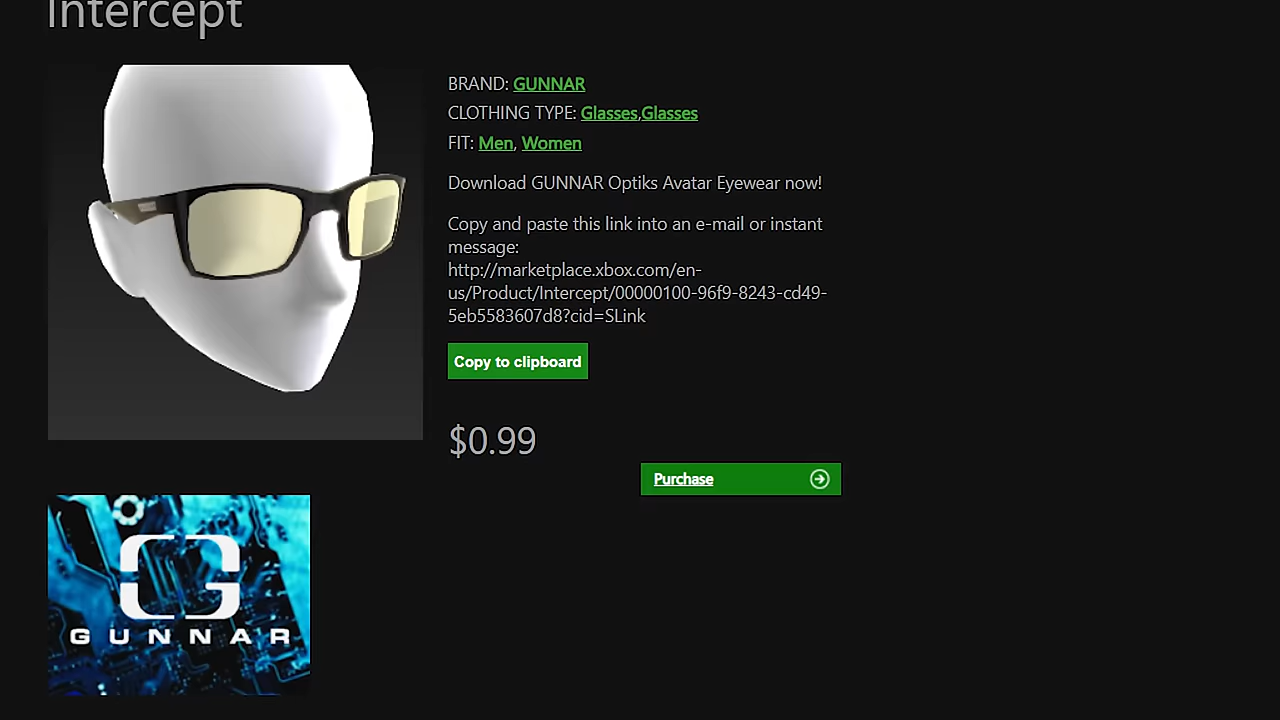 Intercept
BRAND: GUNNAR
CLOTHING TYPE: Glasses,Glasses
FIT: Men, Women
Download GUNNAR Optiks Avatar Eyewear now!
Copy and paste this link into an e-mail or instant
message:
http://marketplace.xbox.com/en-
us/Product/Intercept/00000100-96f9-8243-cd49-
5eb5583607d8?cid=SLink
Copy to clipboard
$0.99
Purchase
GUNNAR